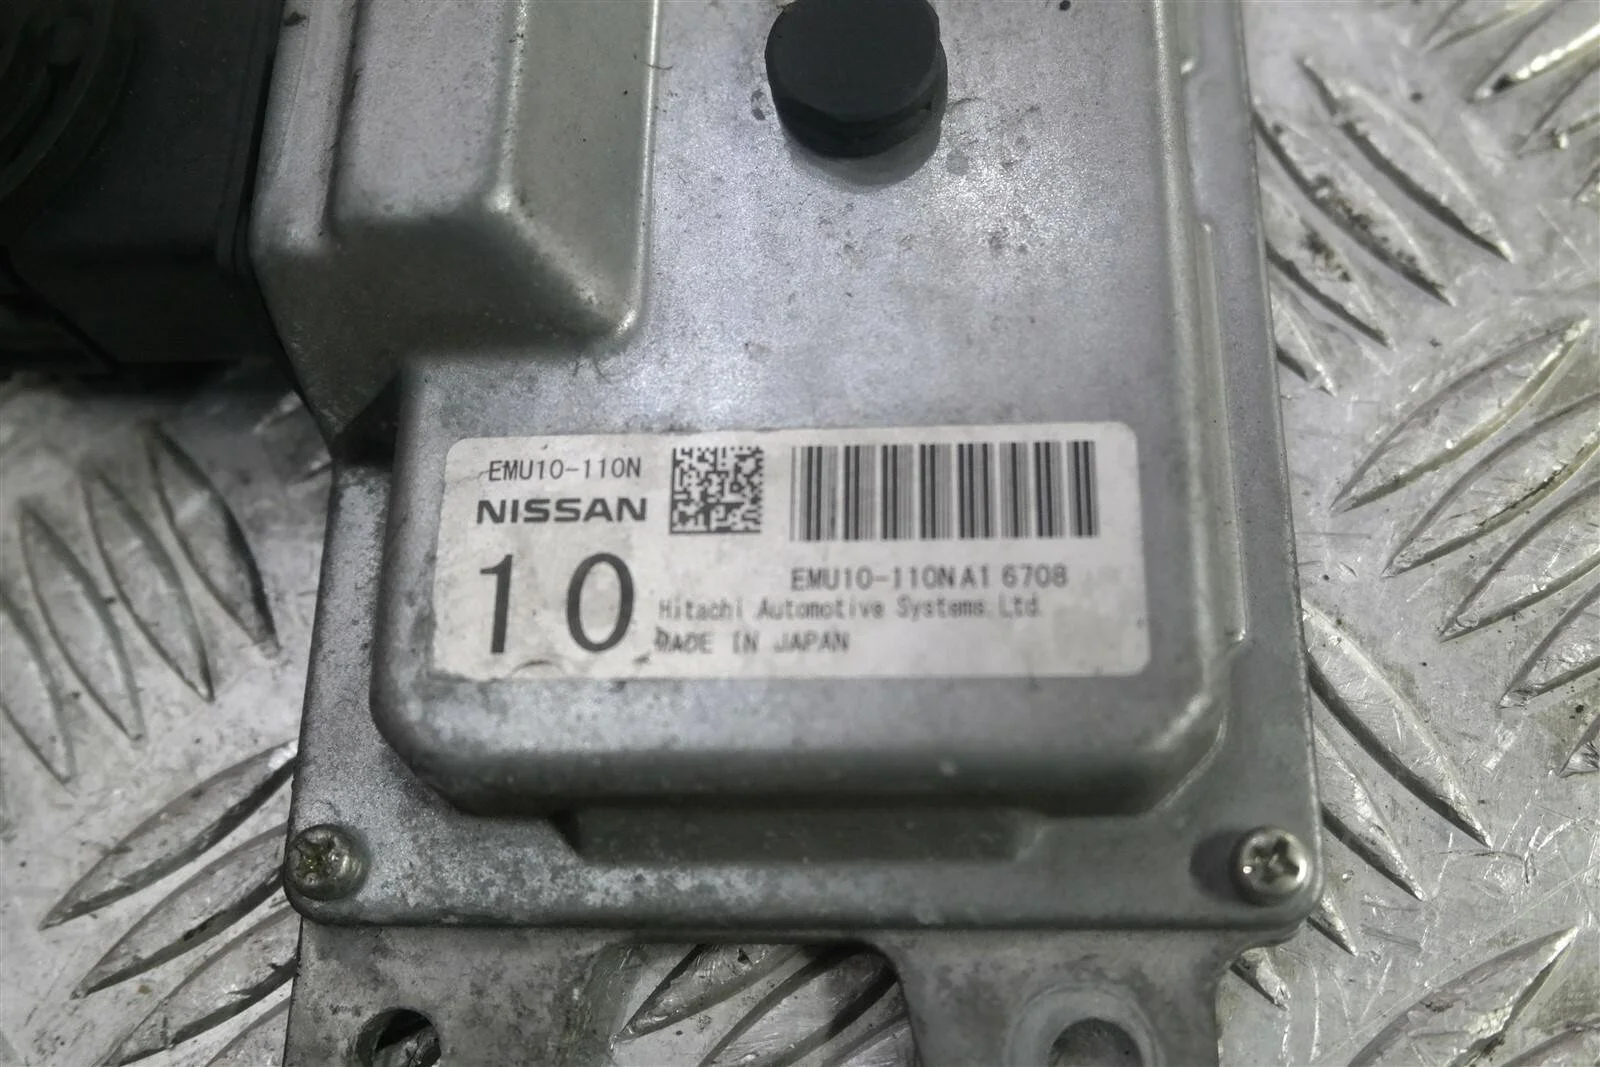 EMU10-110N
NISSAN
10
EMU10-110NA1 6708
Hitachi Automotive Systems.Ltd.
MADE IN JAPAN